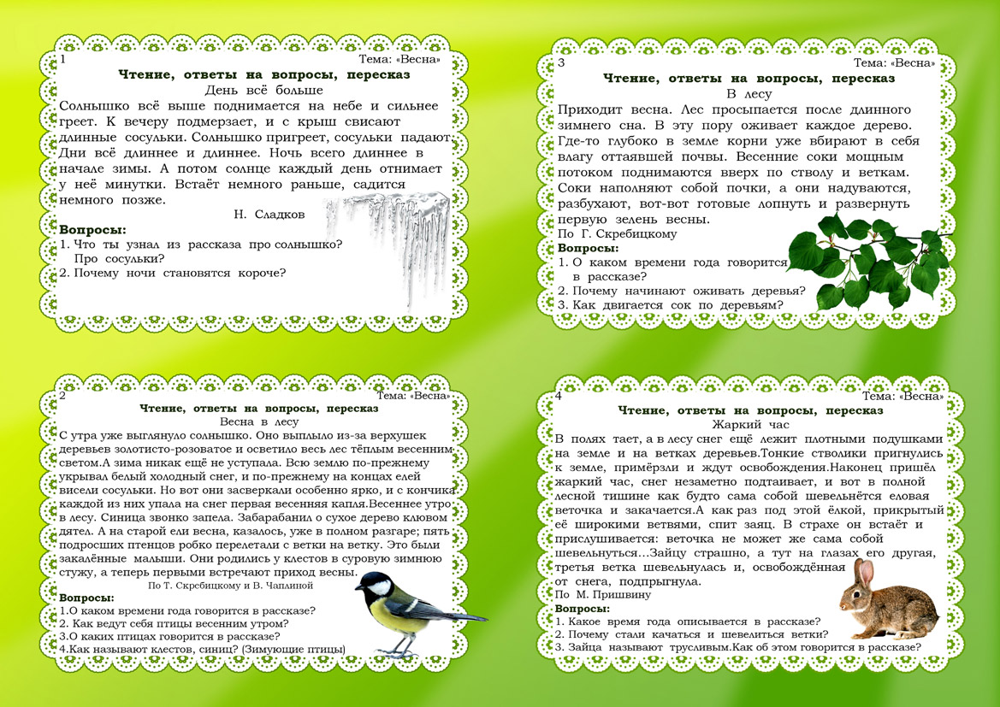 1 Тема: «Весна»
Чтение, ответы на вопросы, пересказ
День всё больше
Солнышко всё выше поднимается на небе и сильнее
греет. К вечеру подмерзает, и с крыш свисают
длинные сосульки. Солнышко пригреет, сосульки падают.
Дни всё длиннее и длиннее. Ночь всего длиннее в
начале зимы. А потом солнце каждый день отнимает
у неё минутки. Встаёт немного раньше, садится
немного позже.
Н. Сладков
Вопросы:
1. Что ты узнал из рассказа про солнышко?
Про сосульки?
2. Почему ночи становятся короче?
2 Тема: «Весна»
Чтение, ответы на вопросы, пересказ
Весна в лесу
С утра уже выглянуло солнышко. Оно выплыло из-за верхушек
деревьев золотисто-розоватое и осветило весь лес тёплым весенним
светом.А зима никак ещё не уступала. Всю землю по-прежнему
укрывал белый холодный снег, и по-прежнему на концах елей
висели сосульки. Но вот они засверкали особенно ярко, и с кончика
каждой из них упала на снег первая весенняя капля.Весеннее утро
в лесу. Синица звонко запела. Забарабанил о сухое дерево клювом
дятел. А на старой ели весна, казалось, уже в полном разгаре; пять
подросших птенцов робко перелетали с ветки на ветку. Это были
закалённые малыши. Они родились у клестов в суровую зимнюю
стужу, а теперь первыми встречают приход весны.
По Т. Скребицкому и В. Чаплиной
Вопросы:
1.О каком времени года говорится в рассказе?
2. Как ведут себя птицы весенним утром?
3.О каких птицах говорится в рассказе?
4.Как называют клестов, синиц? (Зимующие птицы)
3 Тема: «Весна»
Чтение, ответы на вопросы, пересказ
В лесу
Приходит весна. Лес просыпается после длинного
зимнего сна. В эту пору оживает каждое дерево.
Где-то глубоко в земле корни уже вбирают в себя
влагу оттаявшей почвы. Весенние соки мощным
потоком поднимаются вверх по стволу и веткам.
Соки наполняют собой почки, а они надуваются,
разбухают, вот-вот готовые лопнуть и развернуть
первую зелень весны.
По Г. Скребицкому
Вопросы:
1. О каком времени года говорится
в рассказе?
2. Почему начинают оживать деревья?
3. Как двигается сок по деревьям?
4 Тема: «Весна»
Чтение, ответы на вопросы, пересказ
Жаркий час
В полях тает, а в лесу снег ещё лежит плотными подушками
на земле и на ветках деревьев.Тонкие стволики пригнулись
к земле, примёрзли и ждут освобождения.Наконец пришёл
жаркий час, снег незаметно подтаивает, и вот в полной
лесной тишине как будто сама собой шевельнётся еловая
веточка и закачается.А как раз под этой ёлкой, прикрытый
её широкими ветвями, спит заяц. В страхе он встаёт и
прислушивается: веточка не может же сама собой
шевельнуться...Зайцу страшно, а тут на глазах его другая,
третья ветка шевельнулась и, освобождённая
от снега, подпрыгнула.
По М. Пришвину
Вопросы:
1. Какое время года описывается в рассказе?
2. Почему стали качаться и шевелиться ветки?
3. Зайца называют трусливым.Как об этом говорится в рассказе?